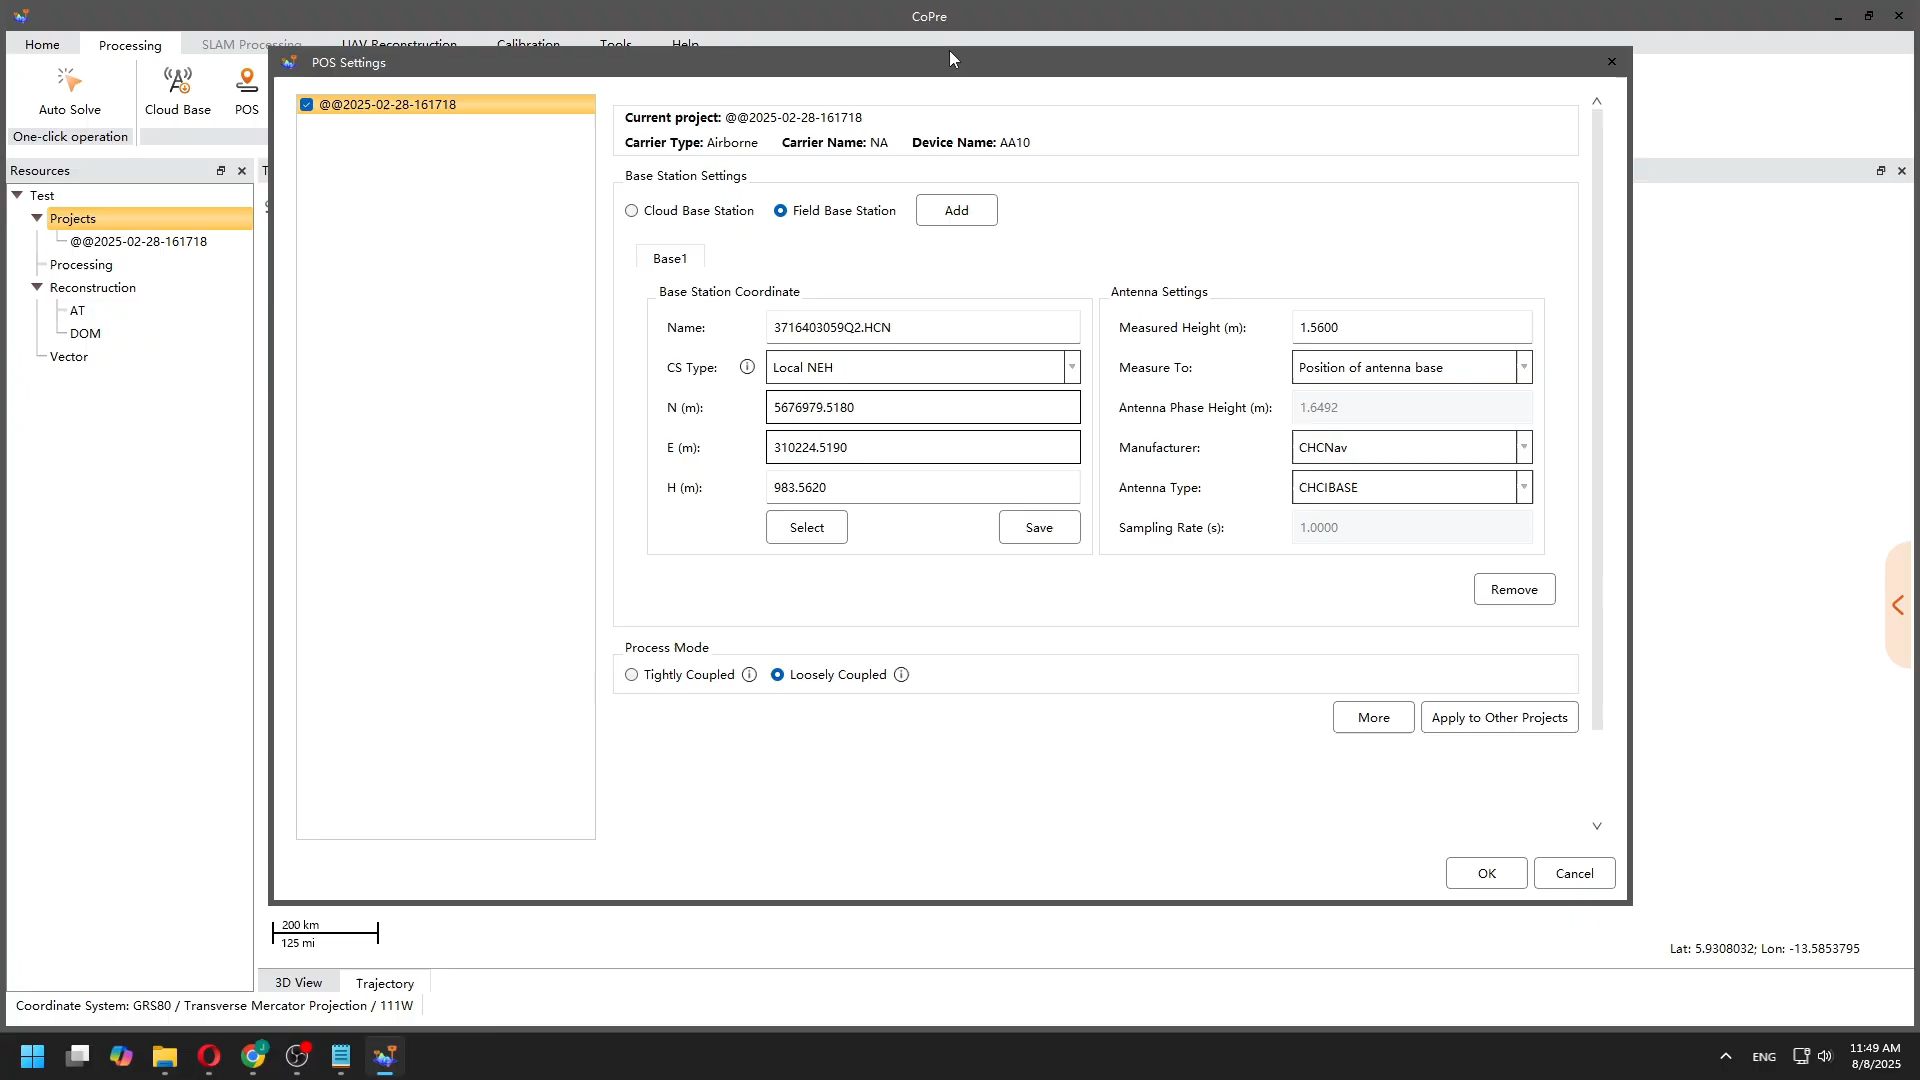 CoPre
Home
Processing
SLAM Processing
UAV Reconstruction
Calibration
Tools
Help
Auto Solve
Cloud Base
POS
One-click operation
POS Settings
@@2025-02-28-161718
Current project: @@2025-02-28-161718
Carrier Type: Airborne Carrier Name: NA Device Name: AA10
Base Station Settings
Cloud Base Station
Field Base Station
Add
Base1
Base Station Coordinate
Name: 3716403059Q2.HCN
CS Type: Local NEH
N (m): 5676979.5180
E (m): 310224.5190
H (m): 983.5620
Select
Save
Antenna Settings
Measured Height (m): 1.5600
Measure To: Position of antenna base
Antenna Phase Height (m): 1.6492
Manufacturer: CHCNav
Antenna Type: CHCIBASE
Sampling Rate (s): 1.0000
Remove
Process Mode
Tightly Coupled
Loosely Coupled
More
Apply to Other Projects
OK
Cancel
Resources
Test
Projects
@@2025-02-28-161718
Processing
Reconstruction
AT
DOM
Vector
200 km
125 mi
Lat: 5.9308032; Lon: -13.5853795
3D View
Trajectory
Coordinate System: GRS80 / Transverse Mercator Projection / 111W
ENG
11:49 AM
8/8/2025